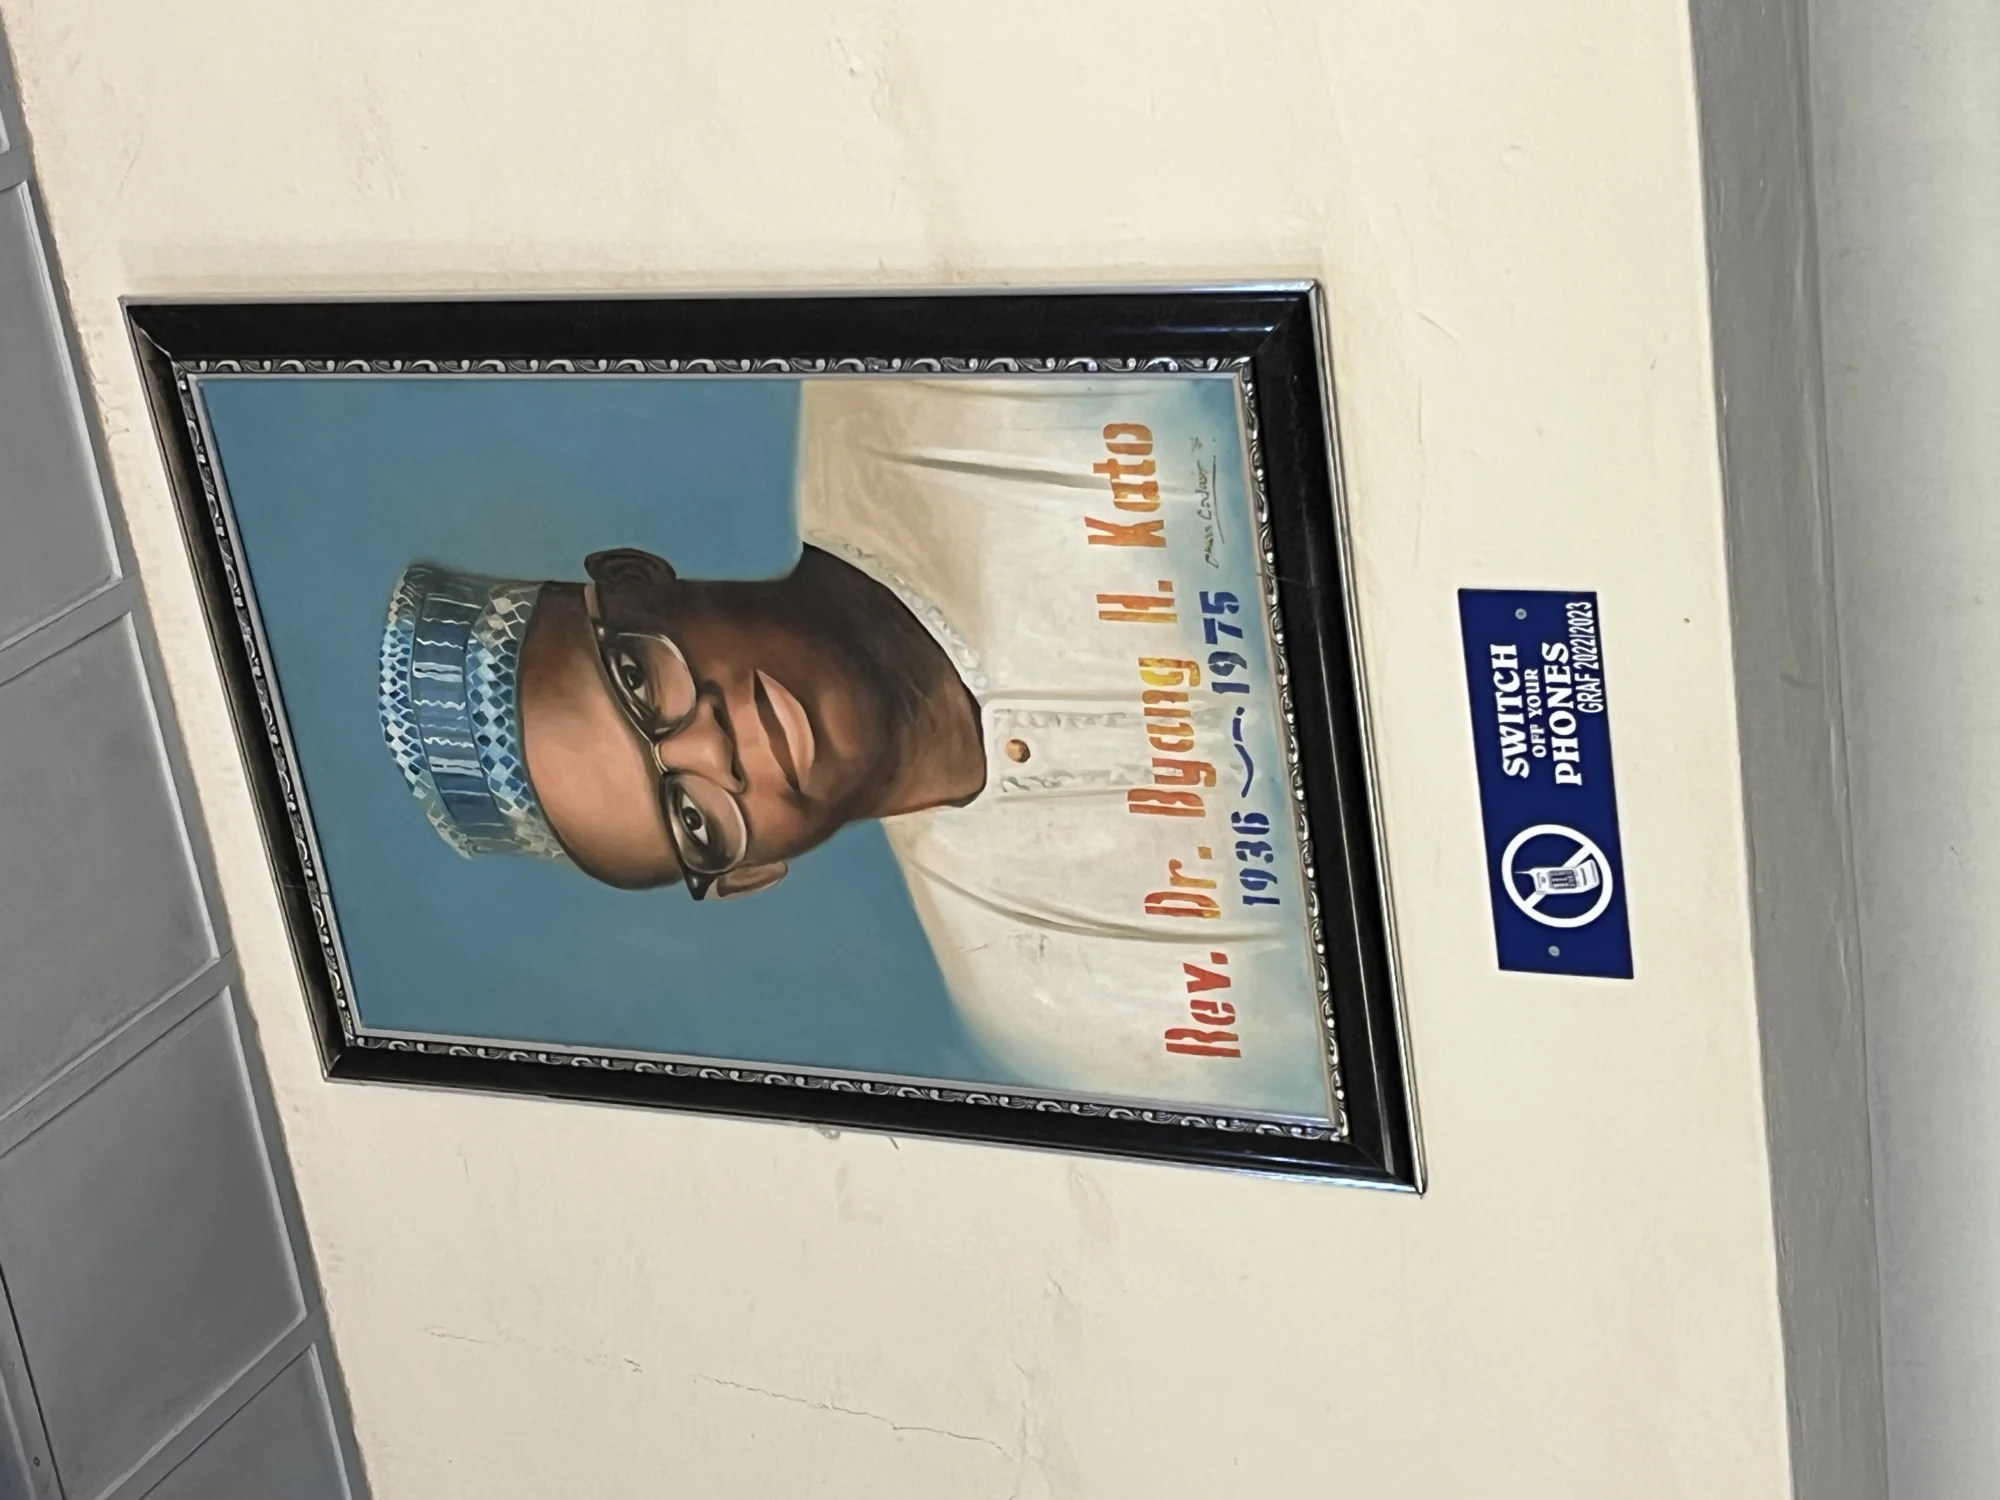 Rev. Dr. Byang H. Kato
1936 ~ 1975
SWITCH
OFF YOUR
PHONES
GRAF 2022/2023